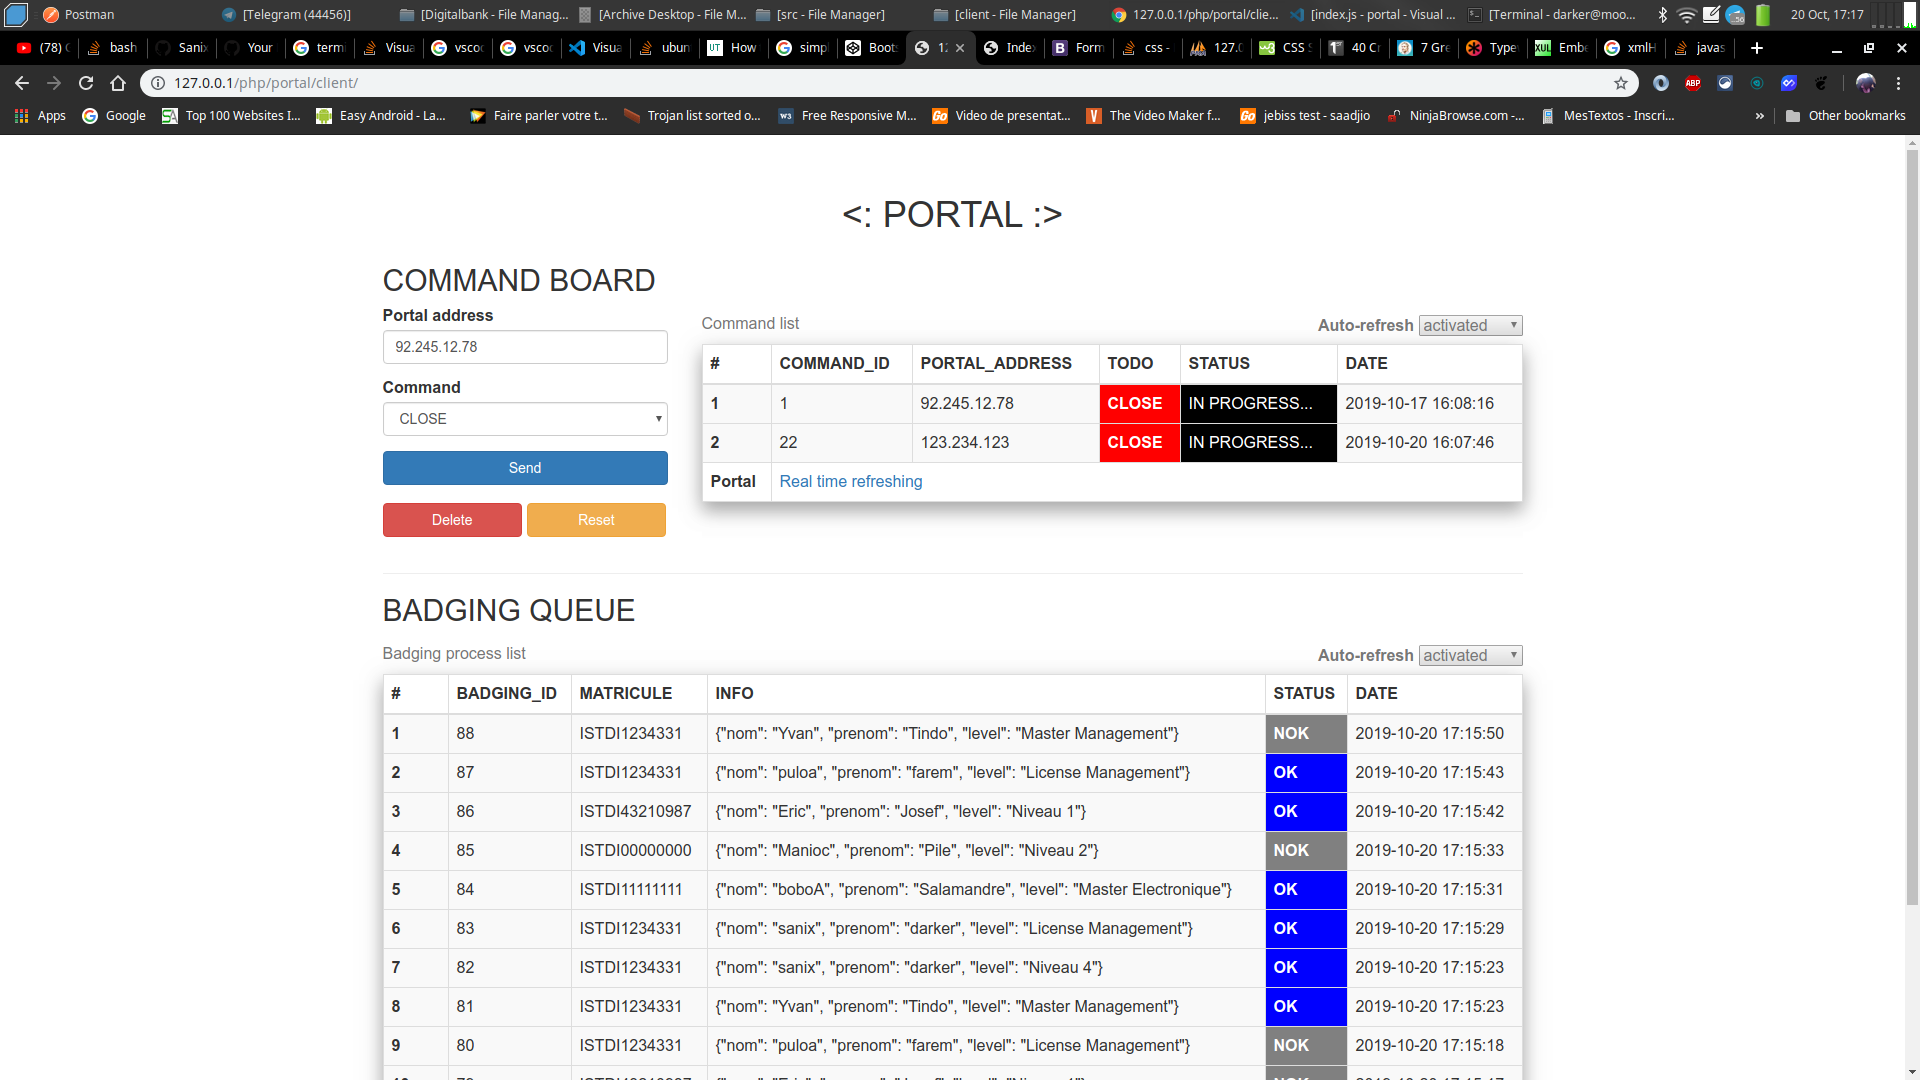 Postman [Telegram (44456)] [Digitalbank - File Manag... [Archive Desktop - File M... [src - File Manager] [client - File Manager] 127.0.0.1/php/portal/clie... [index.js - portal - Visual ... [Terminal - darker@moo... 56 20 Oct, 17:17
(78) bash Sanix Your termi Visua vscoc vscoc Visua ubun How simpl Boots 12 Index Form css - 127.0 CSS S 40 Cr 7 Gre Type Embe xmlH javas
127.0.0.1/php/portal/client/
Apps Google Top 100 Websites I... Easy Android - La... Faire parler votre t... Trojan list sorted o... Free Responsive M... Video de presentat... The Video Maker f... jebiss test - saadjio NinjaBrowse.com -... MesTextos - Inscri... » Other bookmarks
<: PORTAL :>
COMMAND BOARD
Portal address
92.245.12.78
Command
CLOSE
Send
Delete Reset
Command list Auto-refresh activated
# COMMAND_ID PORTAL_ADDRESS TODO STATUS DATE
1 1 92.245.12.78 CLOSE IN PROGRESS... 2019-10-17 16:08:16
2 22 123.234.123 CLOSE IN PROGRESS... 2019-10-20 16:07:46
Portal Real time refreshing
BADGING QUEUE
Badging process list Auto-refresh activated
# BADGING_ID MATRICULE INFO STATUS DATE
1 88 ISTDI1234331 {"nom": "Yvan", "prenom": "Tindo", "level": "Master Management"} NOK 2019-10-20 17:15:50
2 87 ISTDI1234331 {"nom": "puloa", "prenom": "farem", "level": "License Management"} OK 2019-10-20 17:15:43
3 86 ISTDI43210987 {"nom": "Eric", "prenom": "Josef", "level": "Niveau 1"} OK 2019-10-20 17:15:42
4 85 ISTDI00000000 {"nom": "Manioc", "prenom": "Pile", "level": "Niveau 2"} NOK 2019-10-20 17:15:33
5 84 ISTDI11111111 {"nom": "boboA", "prenom": "Salamandre", "level": "Master Electronique"} OK 2019-10-20 17:15:31
6 83 ISTDI1234331 {"nom": "sanix", "prenom": "darker", "level": "License Management"} OK 2019-10-20 17:15:29
7 82 ISTDI1234331 {"nom": "sanix", "prenom": "darker", "level": "Niveau 4"} OK 2019-10-20 17:15:23
8 81 ISTDI1234331 {"nom": "Yvan", "prenom": "Tindo", "level": "Master Management"} OK 2019-10-20 17:15:23
9 80 ISTDI1234331 {"nom": "puloa", "prenom": "farem", "level": "License Management"} NOK 2019-10-20 17:15:18